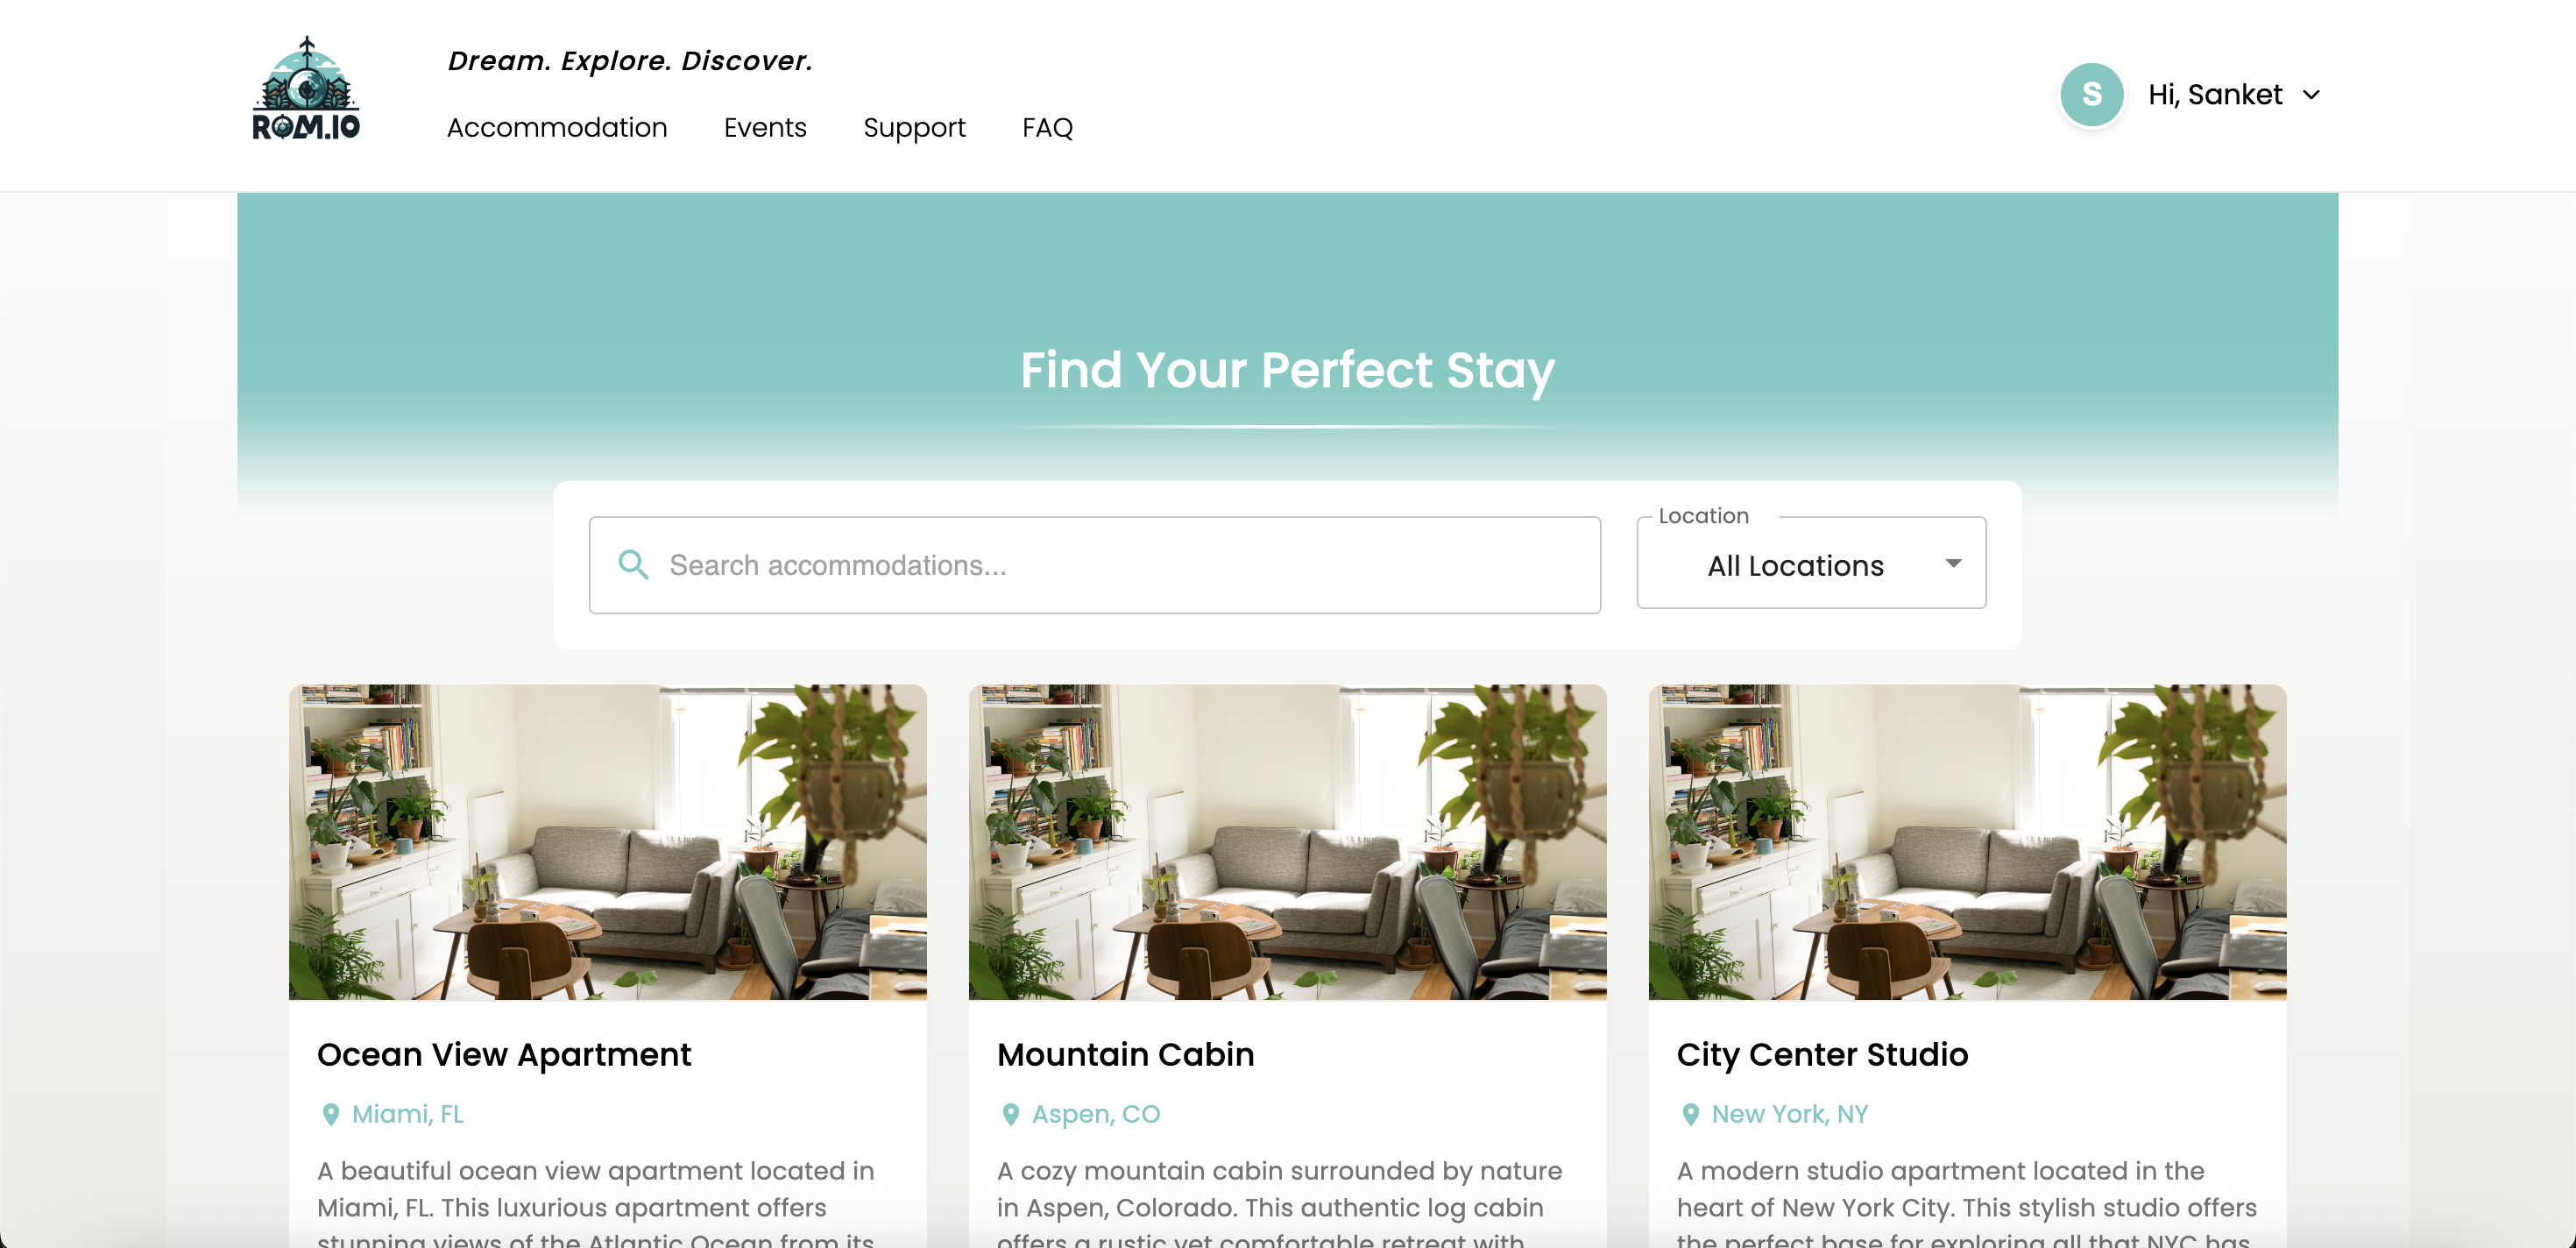 ROM.IO
Dream. Explore. Discover.
Accommodation Events Support FAQ
S Hi, Sanket
Find Your Perfect Stay
Search accommodations...
Location
All Locations
Ocean View Apartment
Miami, FL
A beautiful ocean view apartment located in
Miami, FL. This luxurious apartment offers
stunning views of the Atlantic Ocean from its
Mountain Cabin
Aspen, CO
A cozy mountain cabin surrounded by nature
in Aspen, Colorado. This authentic log cabin
offers a rustic yet comfortable retreat with
City Center Studio
New York, NY
A modern studio apartment located in the
heart of New York City. This stylish studio offers
the perfect base for exploring all that NYC has